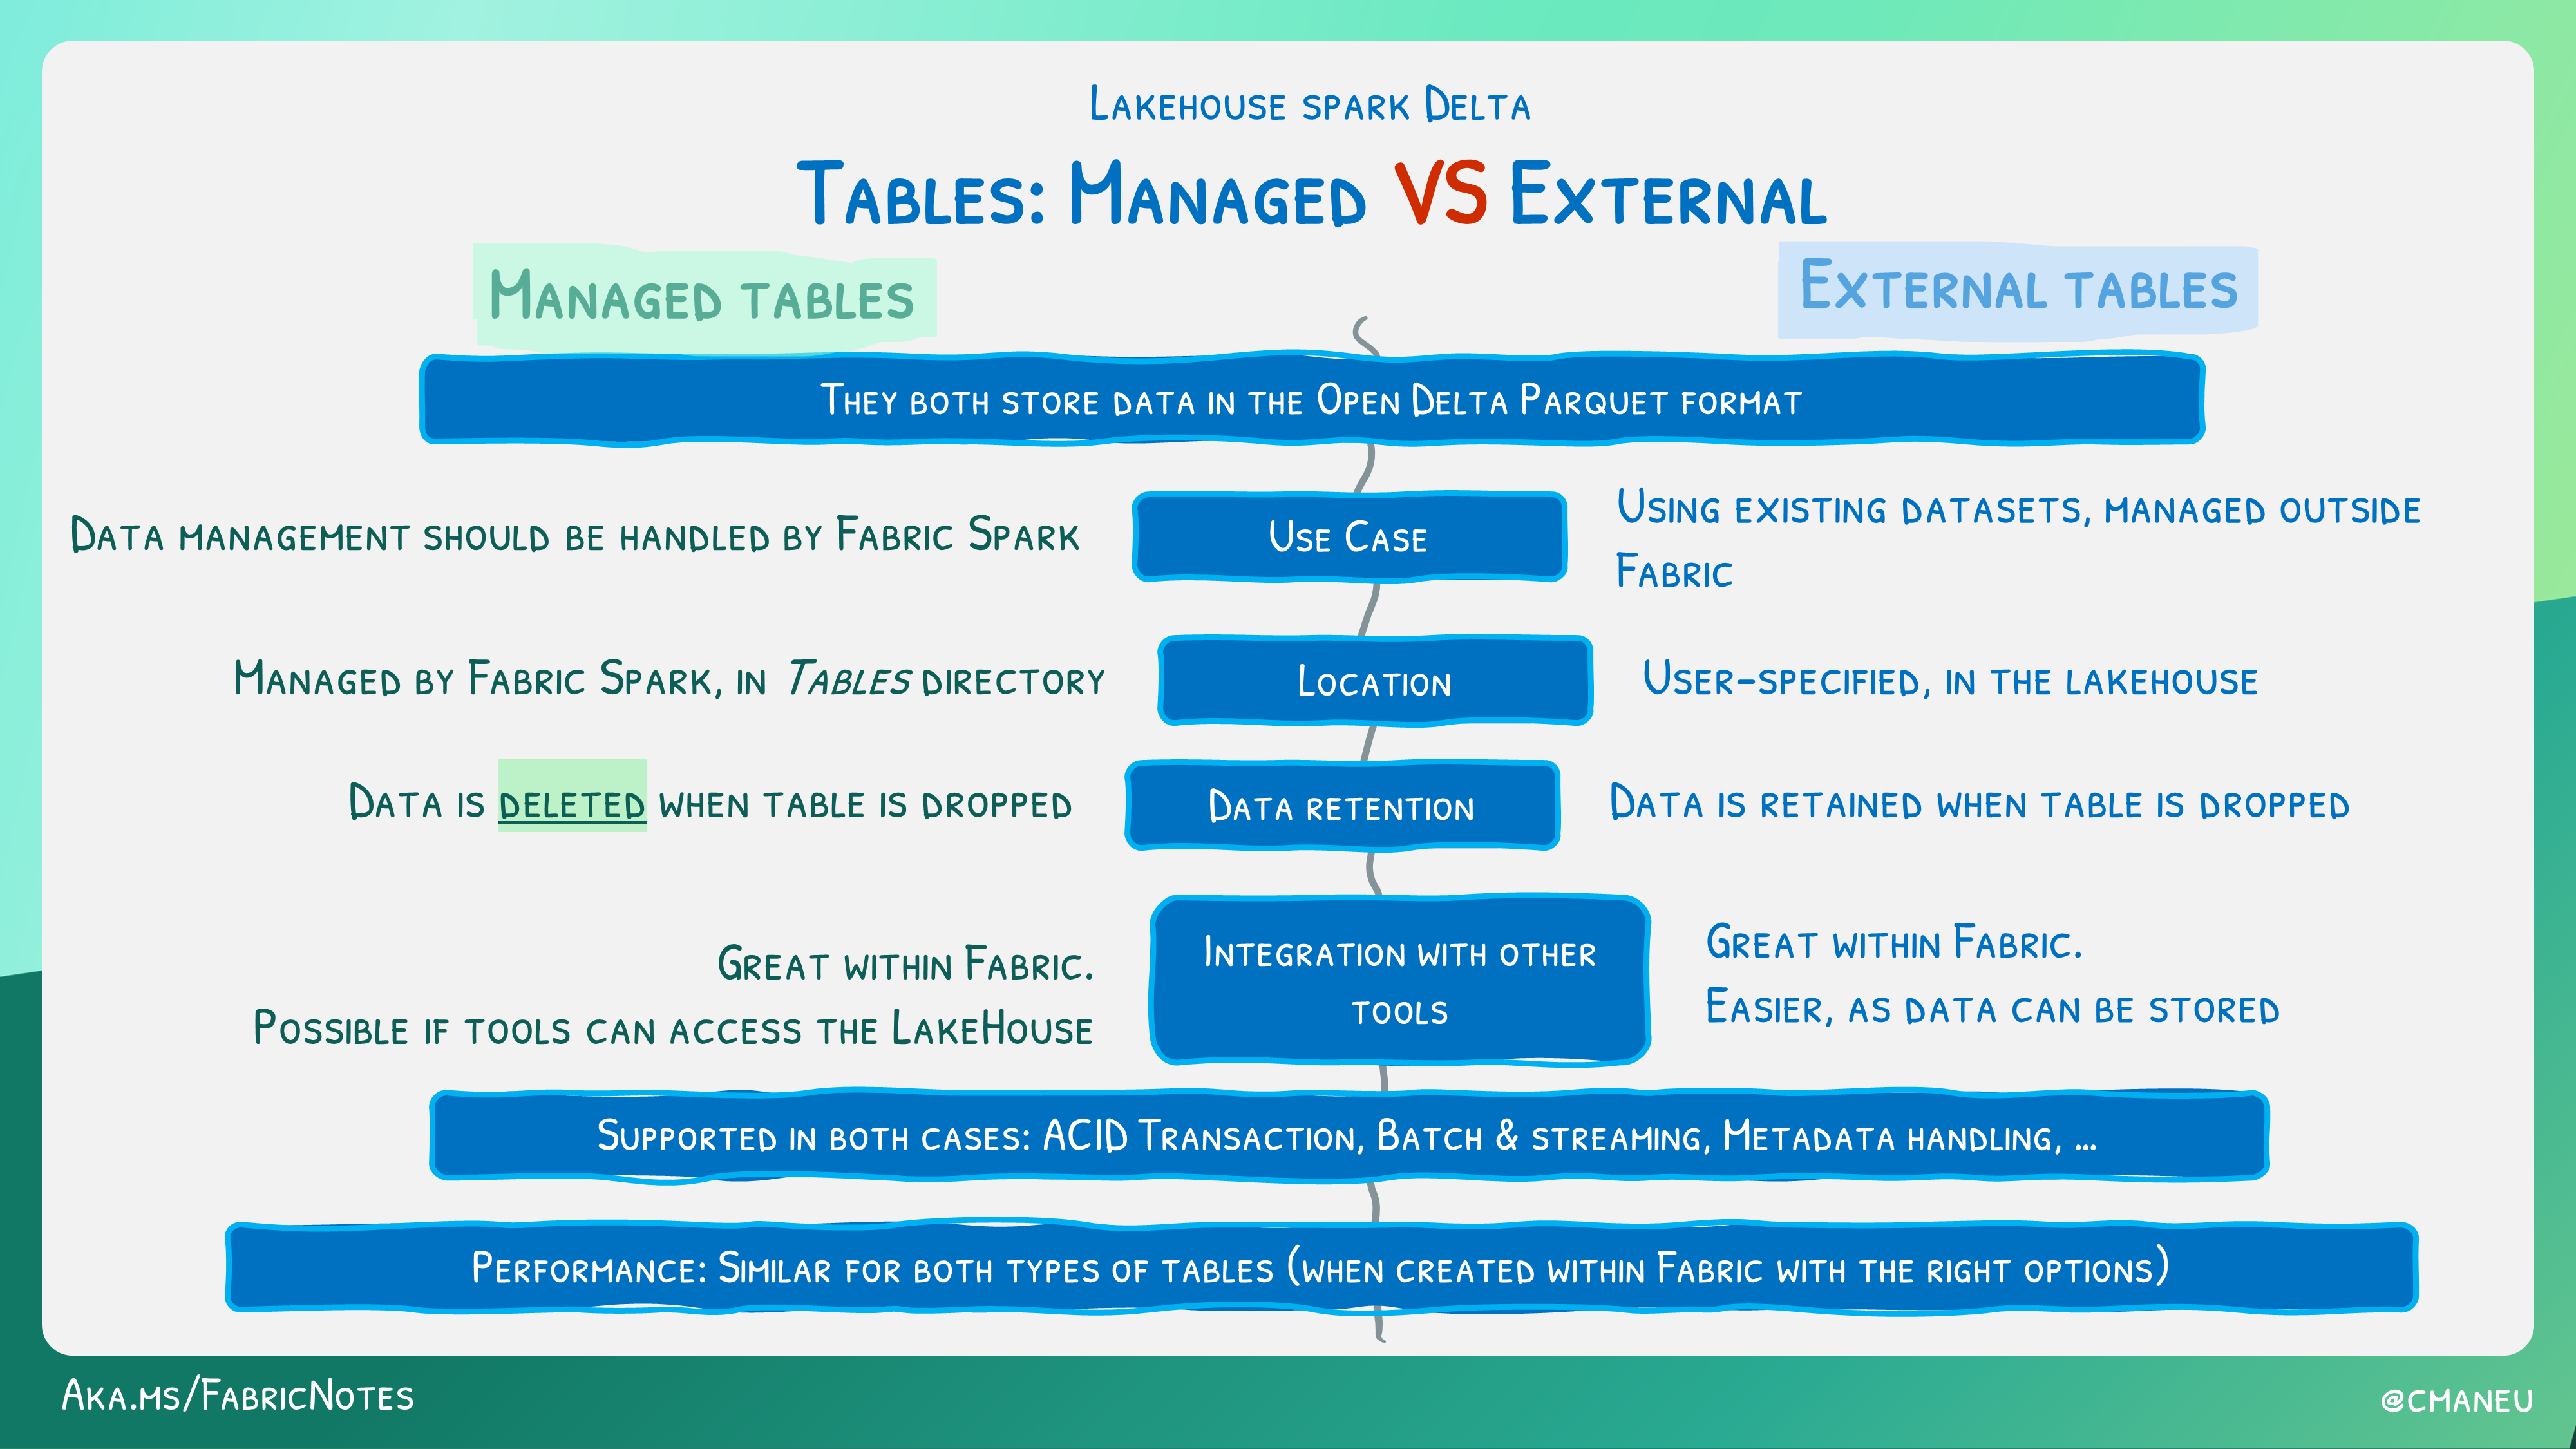 Lakehouse spark Delta
Tables: Managed VS External
Managed tables
External tables
They both store data in the Open Delta Parquet format
Data management should be handled by Fabric Spark
Use Case
Using existing datasets, managed outside
Fabric
Managed by Fabric Spark, in Tables directory
Location
User-specified, in the lakehouse
Data is deleted when table is dropped
Data retention
Data is retained when table is dropped
Great within Fabric.
Possible if tools can access the LakeHouse
Integration with other
tools
Great within Fabric.
Easier, as data can be stored
Supported in both cases: ACID Transaction, Batch & streaming, Metadata handling, ...
Performance: Similar for both types of tables (when created within Fabric with the right options)
Aka.ms/FabricNotes
@cmaneu